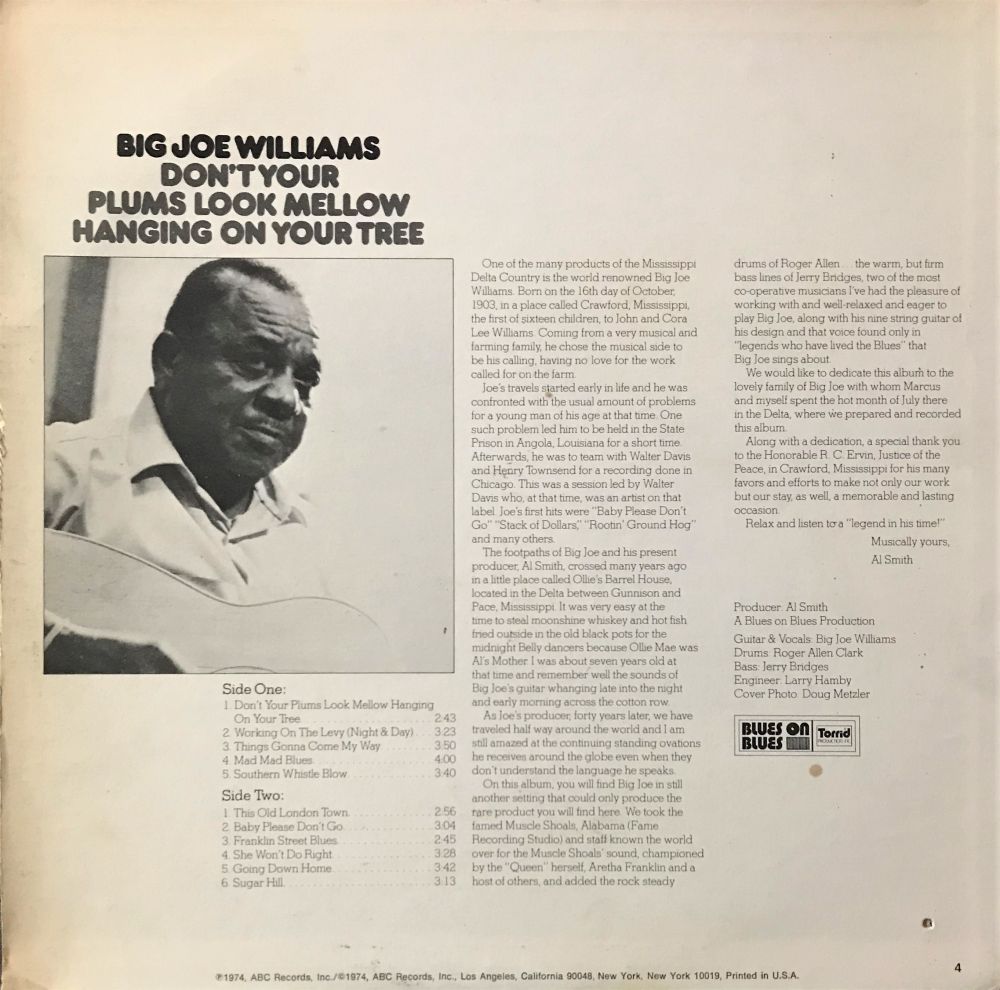 BIG JOE WILLIAMS
DON'T YOUR
PLUMS LOOK MELLOW
HANGING ON YOUR TREE
Side One:
1. Don't Your Plums Look Mellow Hanging
On Your Tree 2:43
2. Working On The Levy (Night & Day) 3:23
3. Things Gonna Come My Way 3:50
4. Mad Mad Blues 4:00
5. Southern Whistle Blow 3:40
Side Two:
1. This Old London Town 2:56
2. Baby Please Don't Go 3:04
3. Franklin Street Blues 2:45
4. She Won't Do Right 3:28
5. Going Down Home 3:42
6. Sugar Hill 3:13
One of the many products of the Mississippi
Delta Country is the world renowned Big Joe
Williams. Born on the 16th day of October,
1903, in a place called Crawford, Mississippi,
the first of sixteen children, to John and Cora
Lee Williams. Coming from a very musical and
farming family, he chose the musical side to
be his calling, having no love for the work
called for on the farm.
Joe's travels started early in life and he was
confronted with the usual amount of problems
for a young man of his age at that time. One
such problem led him to be held in the State
Prison in Angola, Louisiana for a short time.
Afterwards, he was to team with Walter Davis
and Henry Townsend for a recording done in
Chicago. This was a session led by Walter
Davis who, at that time, was an artist on that
label. Joe's first hits were "Baby Please Don't
Go" "Stack of Dollars," "Rootin' Ground Hog"
and many others.
The footpaths of Big Joe and his present
producer, Al Smith, crossed many years ago
in a little place called Ollie's Barrel House,
located in the Delta between Gunnison and
Pace, Mississippi. It was very easy at the
time to steal moonshine whiskey and hot fish
fried outside in the old black pots for the
midnight Belly dancers because Ollie Mae was
Al's Mother. I was about seven years old at
that time and remember well the sounds of
Big Joe's guitar whanging late into the night
and early morning across the cotton row.
As Joe's producer, forty years later, we have
traveled half way around the world and I am
still amazed at the continuing standing ovations
he receives around the globe even when they
don't understand the language he speaks.
On this album, you will find Big Joe in still
another setting that could only produce the
rare product you will find here. We took the
famed Muscle Shoals, Alabama (Fame
Recording Studio) and staff known the world
over for the Muscle Shoals' sound, championed
by the "Queen" herself, Aretha Franklin and a
host of others, and added the rock steady
drums of Roger Allen ... the warm, but firm
bass lines of Jerry Bridges, two of the most
co-operative musicians I've had the pleasure of
working with and well-relaxed and eager to
play Big Joe, along with his nine string guitar of
his design and that voice found only in
"legends who have lived the Blues" that
Big Joe sings about.
We would like to dedicate this album to the
lovely family of Big Joe with whom Marcus
and myself spent the hot month of July there
in the Delta, where we prepared and recorded
this album.
Along with a dedication, a special thank you
to the Honorable R. C. Ervin, Justice of the
Peace, in Crawford, Mississippi for his many
favors and efforts to make not only our work
but our stay, as well, a memorable and lasting
occasion.
Relax and listen to a "legend in his time!"
Musically yours,
Al Smith
Producer: Al Smith
A Blues on Blues Production
Guitar & Vocals: Big Joe Williams
Drums: Roger Allen Clark
Bass: Jerry Bridges
Engineer: Larry Hamby
Cover Photo: Doug Metzler
BLUES ON
BLUES
Torrid
℗1974, ABC Records, Inc./©1974, ABC Records, Inc., Los Angeles, California 90048, New York, New York 10019, Printed in U.S.A.
4